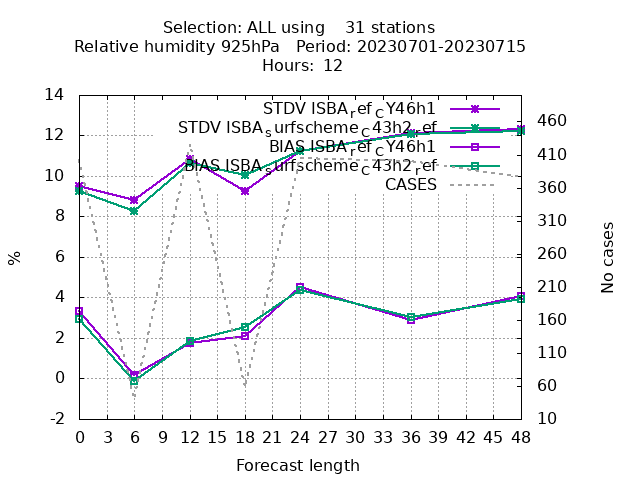 Selection: ALL using    31 stations
Relative humidity 925hPa   Period: 20230701-20230715
Hours:  12
STDV ISBA_ref_CY46h1
STDV ISBA_surfscheme_C43h2_ref
BIAS ISBA_ref_CY46h1
BIAS ISBA_surfscheme_C43h2_ref
CASES
14
12
10
8
6
4
2
0
-2
%
460
410
360
310
260
210
160
110
60
10
No cases
0 3 6 9 12 15 18 21 24 27 30 33 36 39 42 45 48
Forecast length